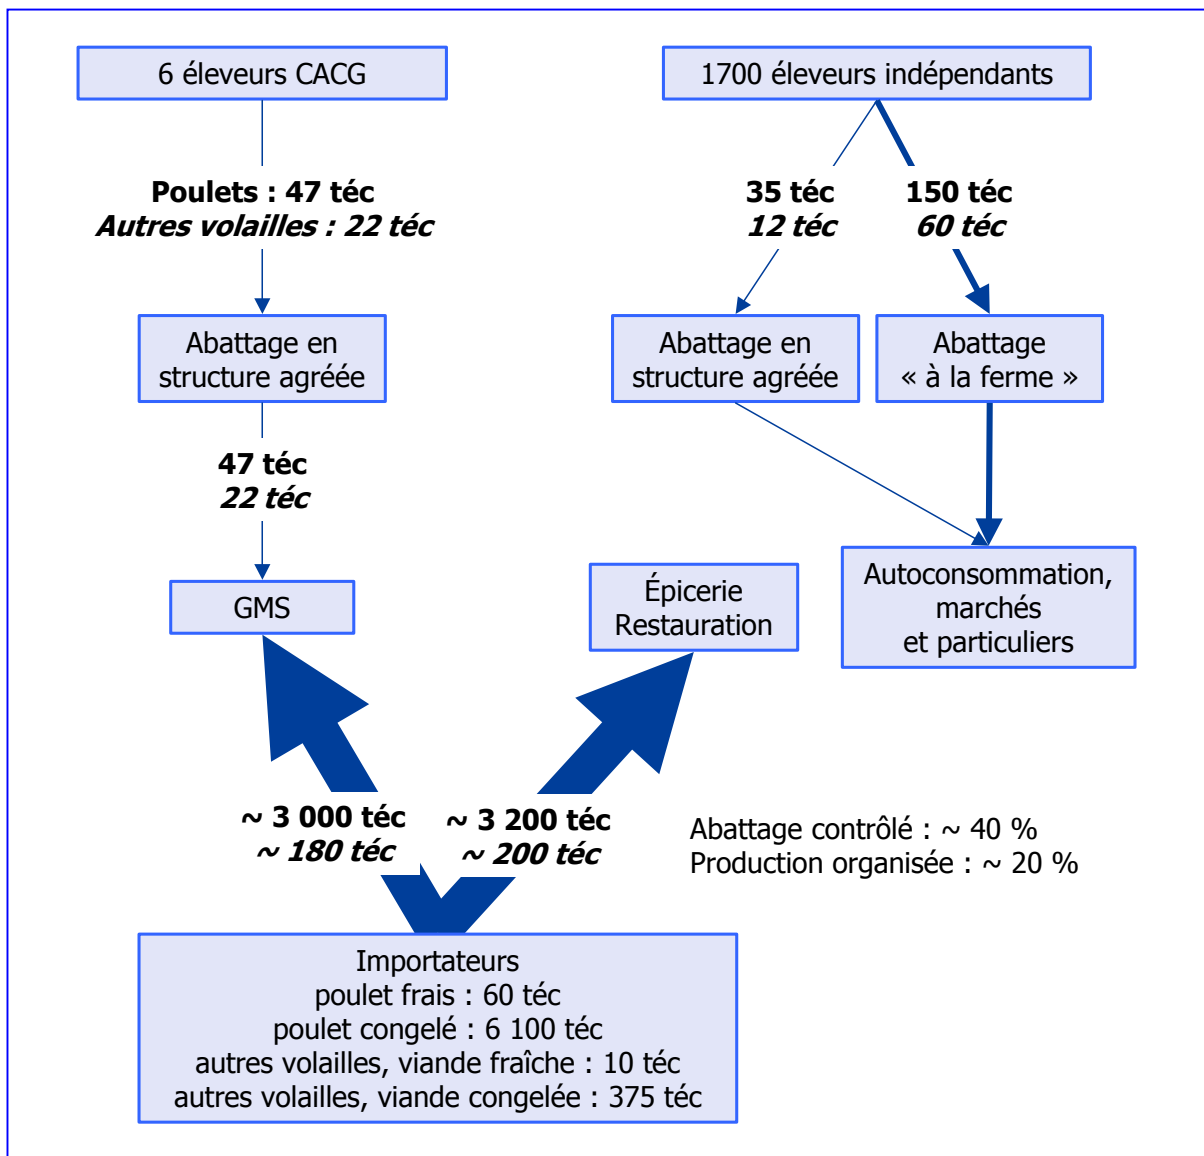 6 éleveurs CACG
1700 éleveurs indépendants
Poulets : 47 téc
Autres volailles : 22 téc
35 téc
12 téc
150 téc
60 téc
Abattage en
structure agréée
Abattage en
structure agréée
Abattage
« à la ferme »
47 téc
22 téc
GMS
Épicerie
Restauration
Autoconsommation,
marchés
et particuliers
~ 3 000 téc
~ 180 téc
~ 3 200 téc
~ 200 téc
Abattage contrôlé : ~ 40 %
Production organisée : ~ 20 %
Importateurs
poulet frais : 60 téc
poulet congelé : 6 100 téc
autres volailles, viande fraîche : 10 téc
autres volailles, viande congelée : 375 téc